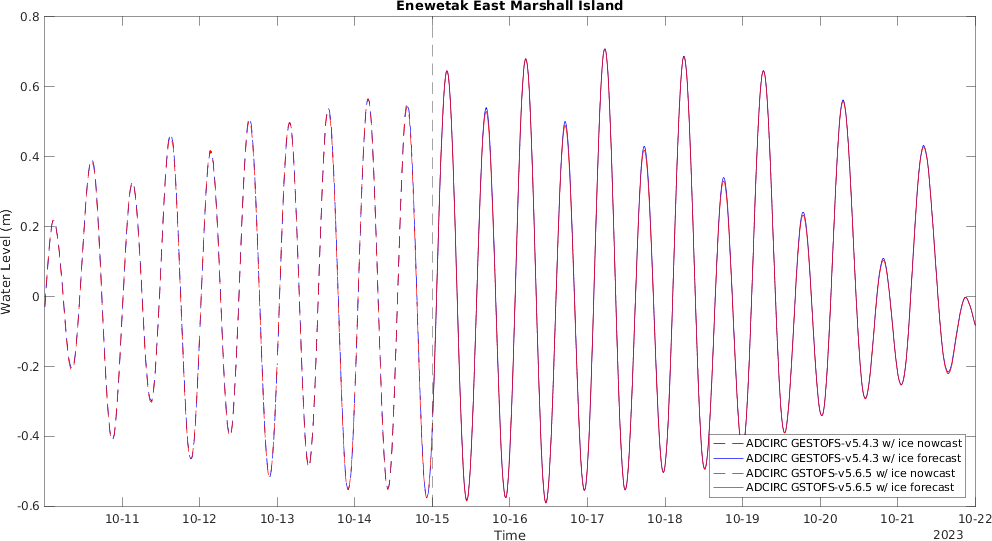 Enewetak East Marshall Island
Water Level (m)
0.8
0.6
0.4
0.2
0
-0.2
-0.4
-0.6
ADCIRC GESTOFS-v5.4.3 w/ ice nowcast
ADCIRC GESTOFS-v5.4.3 w/ ice forecast
ADCIRC GSTOFS-v5.6.5 w/ ice nowcast
ADCIRC GSTOFS-v5.6.5 w/ ice forecast
10-11 10-12 10-13 10-14 10-15 10-16 10-17 10-18 10-19 10-20 10-21 10-22
Time
2023